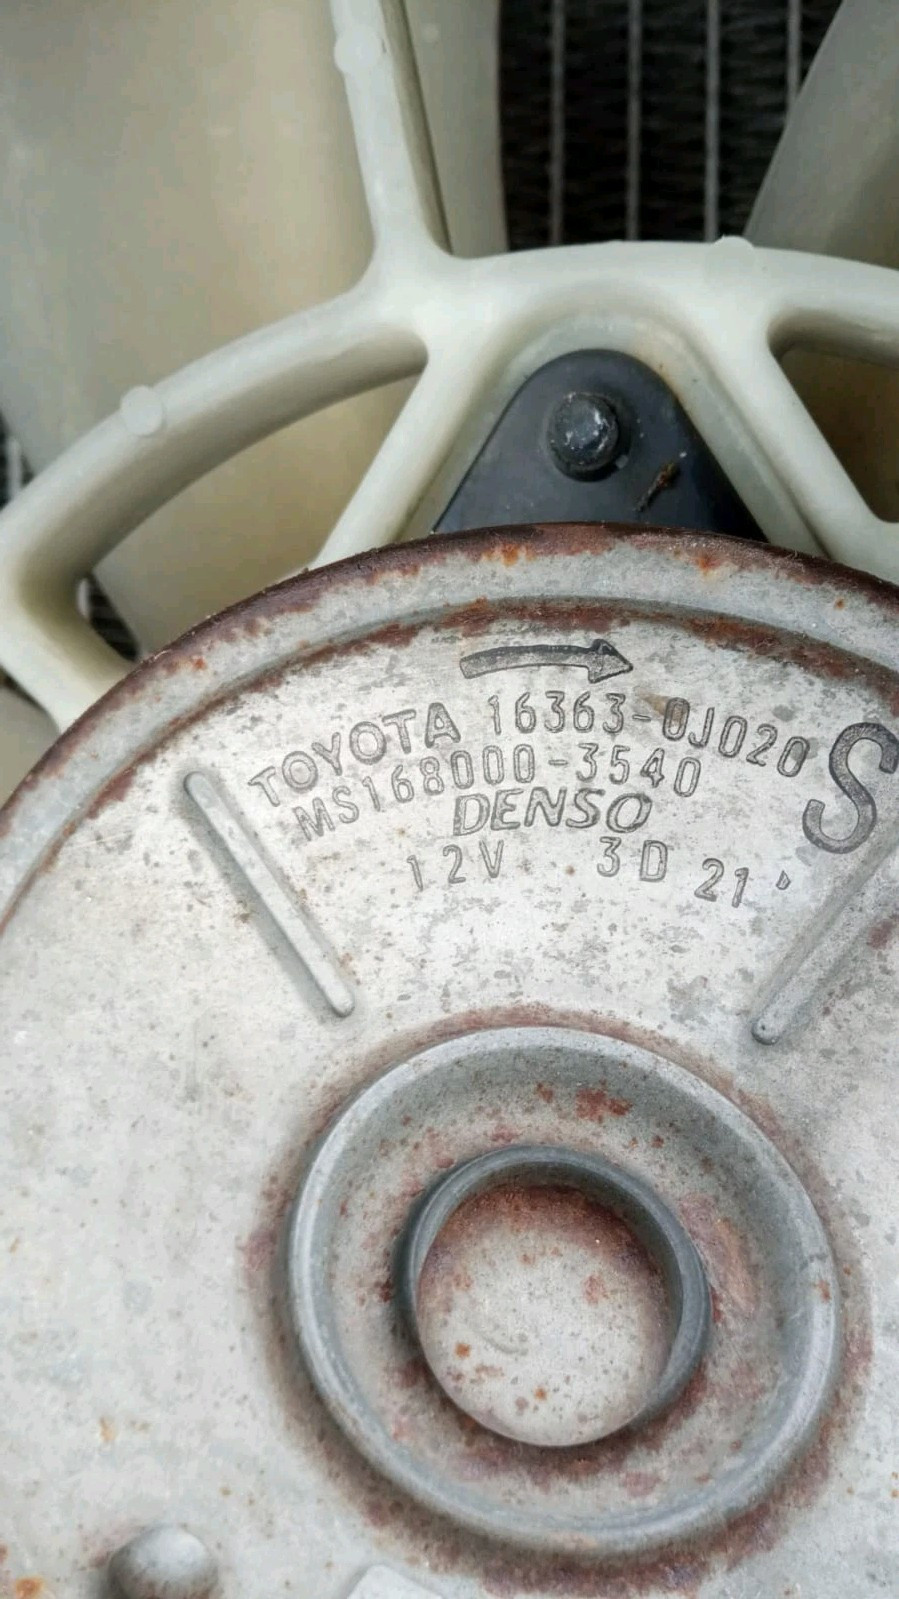 TOYOTA 16363-0J020 S
MS168000-3540
DENSO
12V 3D 21